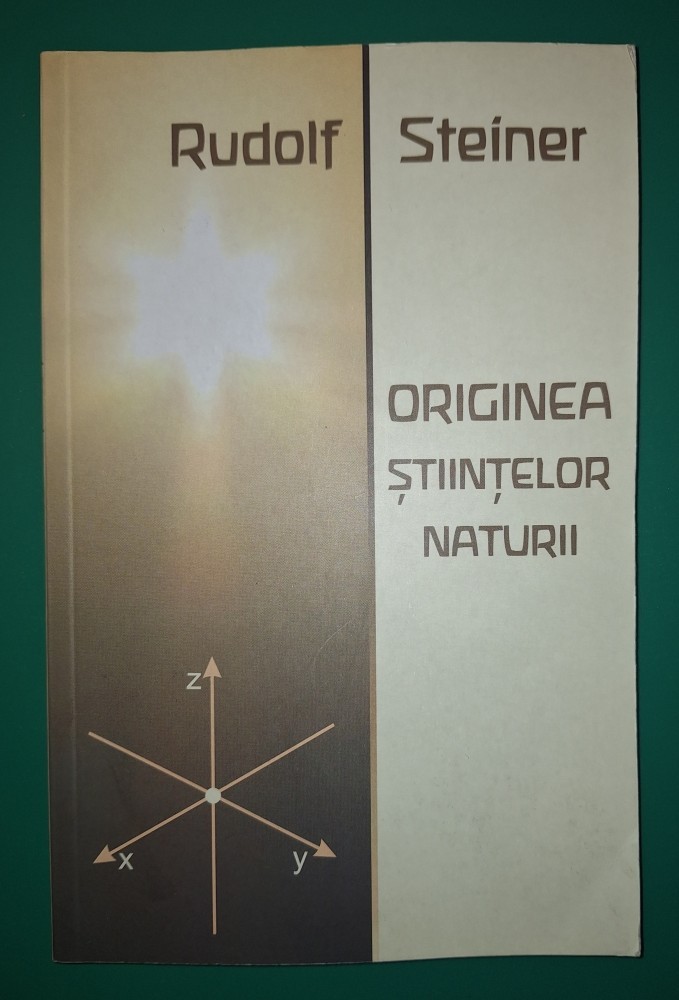 Rudolf Steiner
ORIGINEA
ȘTIINȚELOR
NATURII
z
x
y